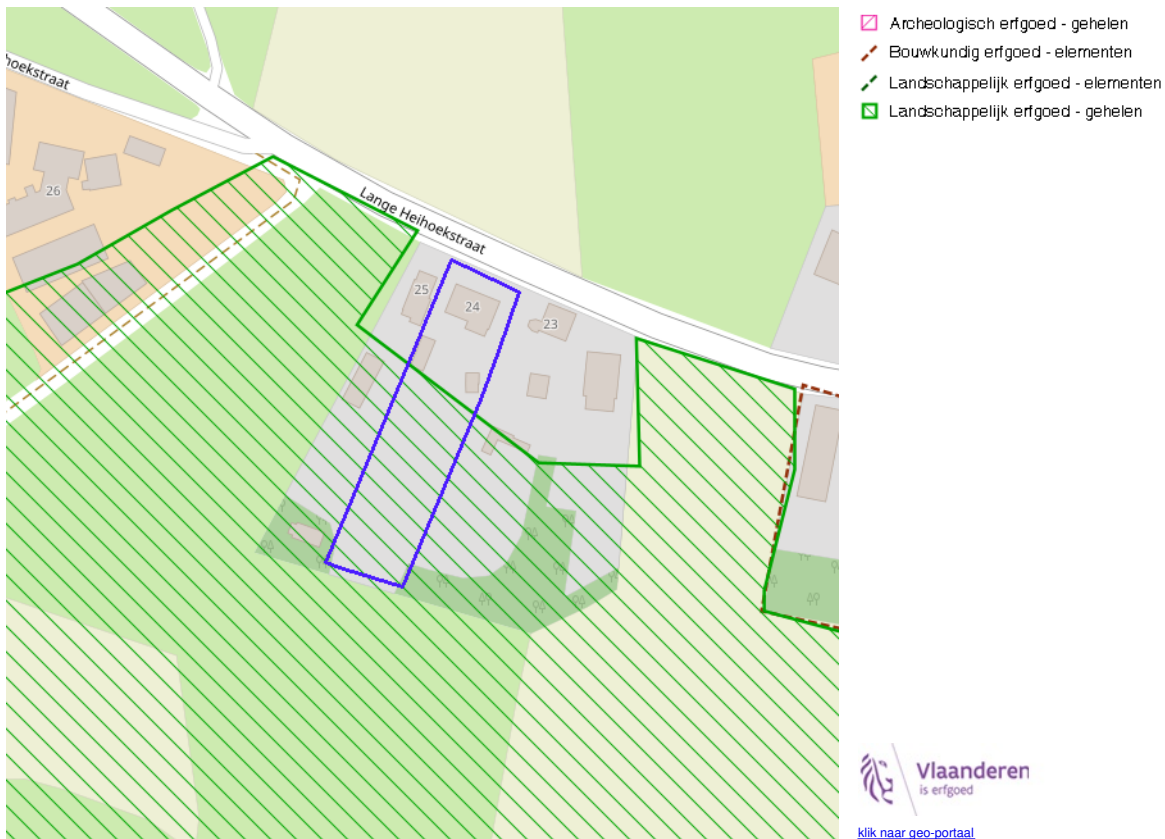 hoekstraat
26
Lange Heihoekstraat
25
24
23
Archeologisch erfgoed - gehelen
Bouwkundig erfgoed - elementen
Landschappelijk erfgoed - elementen
Landschappelijk erfgoed - gehelen
Vlaanderen
is erfgoed
klik naar geo-portaal